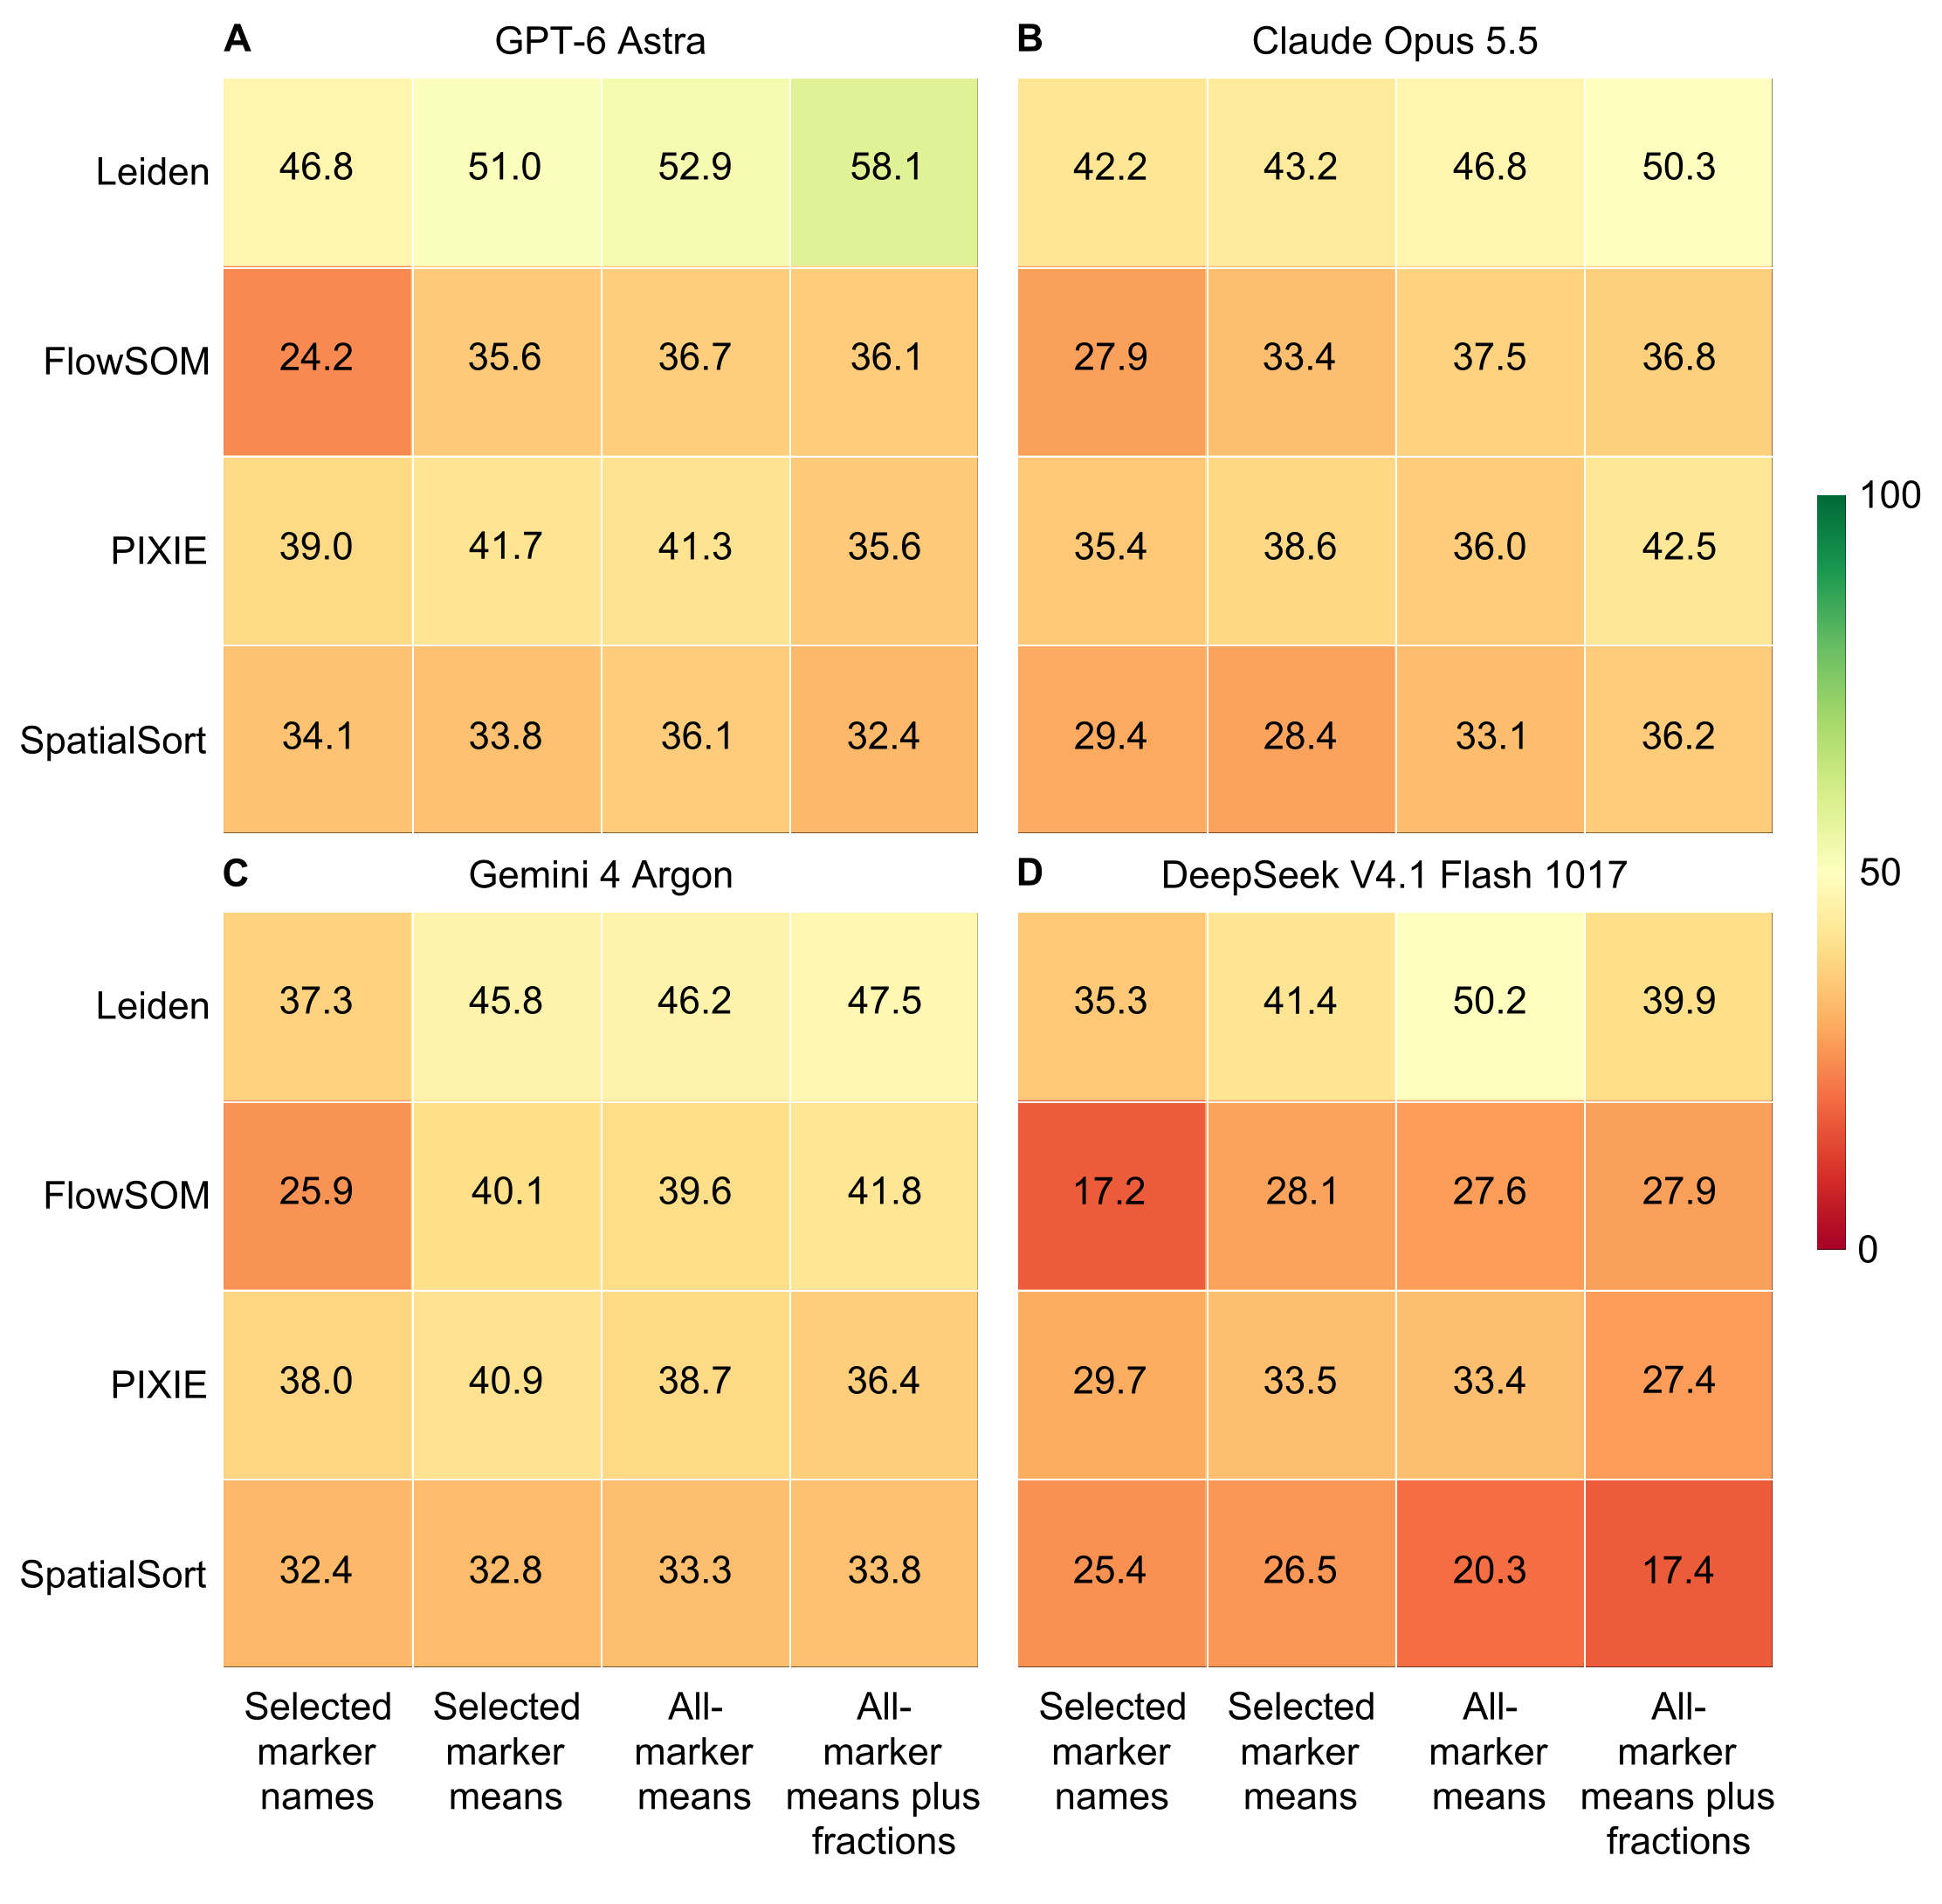 A GPT-6 Astra
Leiden 46.8 51.0 52.9 58.1
FlowSOM 24.2 35.6 36.7 36.1
PIXIE 39.0 41.7 41.3 35.6
SpatialSort 34.1 33.8 36.1 32.4
B Claude Opus 5.5
42.2 43.2 46.8 50.3
27.9 33.4 37.5 36.8
35.4 38.6 36.0 42.5
29.4 28.4 33.1 36.2
C Gemini 4 Argon
Leiden 37.3 45.8 46.2 47.5
FlowSOM 25.9 40.1 39.6 41.8
PIXIE 38.0 40.9 38.7 36.4
SpatialSort 32.4 32.8 33.3 33.8
Selected
marker
names
Selected
marker
means
All-
marker
means
All-
marker
means plus
fractions
D DeepSeek V4.1 Flash 1017
35.3 41.4 50.2 39.9
17.2 28.1 27.6 27.9
29.7 33.5 33.4 27.4
25.4 26.5 20.3 17.4
Selected
marker
names
Selected
marker
means
All-
marker
means
All-
marker
means plus
fractions
100
50
0